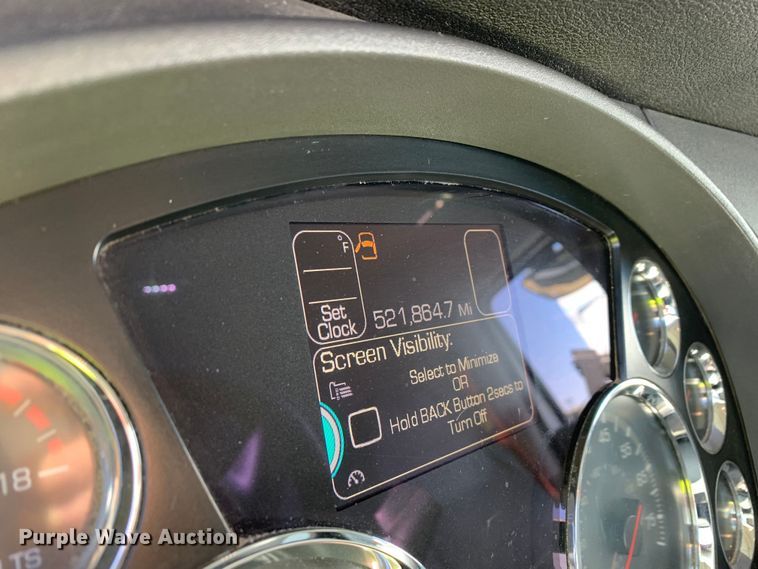 °F
Set
Clock
521,864.7 Mi
Screen Visibility:
Select to Minimize
OR
Hold BACK Button 2secs to
Turn Off
18
TS
Purple Wave Auction